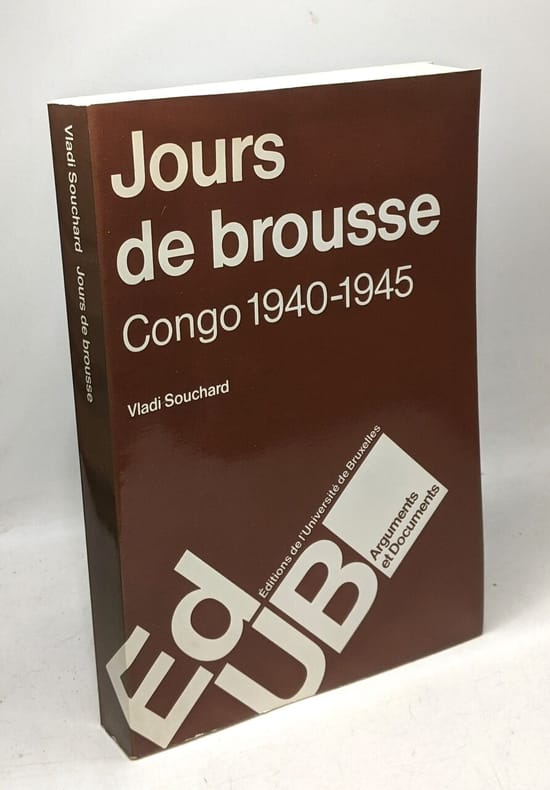 Jours
de brousse
Congo 1940-1945
Vladi Souchard
Vladi Souchard Jours de brousse
Éditions de l'Université de Bruxelles
Arguments
et Documents
Éd
UB